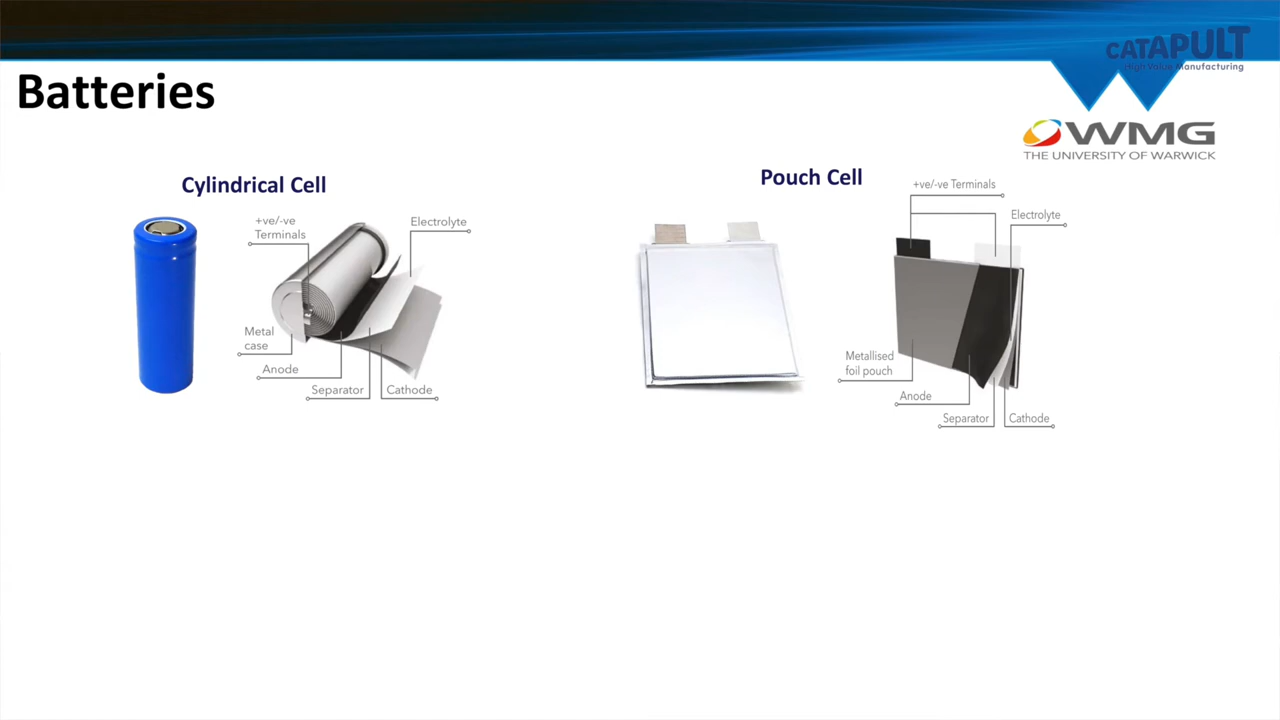 CATAPULT
High Value Manufacturing
Batteries
WMG
THE UNIVERSITY OF WARWICK
Cylindrical Cell
+ve/-ve
Terminals
Electrolyte
Metal
case
Anode
Separator
Cathode
Pouch Cell
+ve/-ve Terminals
Electrolyte
Metallised
foil pouch
Anode
Separator
Cathode